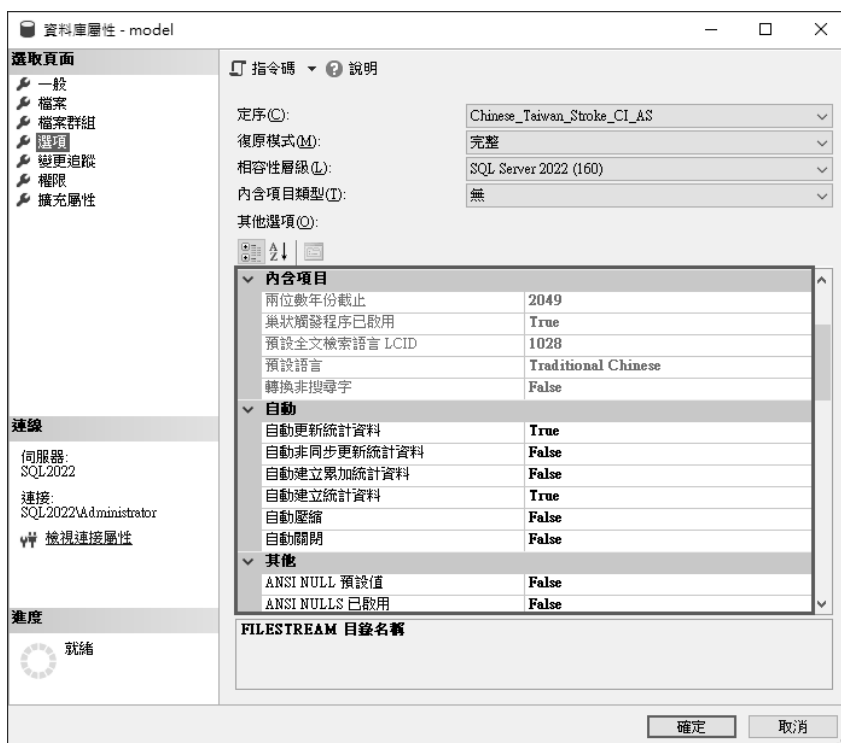 資料庫屬性 - model
選取頁面
一般
檔案
檔案群組
選項
變更追蹤
權限
擴充屬性
連線
伺服器:
SQL2022
連接:
SQL2022\Administrator
檢視連接屬性
進度
就緒
指令碼 說明
定序(C): Chinese_Taiwan_Stroke_CI_AS
復原模式(M): 完整
相容性層級(L): SQL Server 2022 (160)
內含項目類型(T): 無
其他選項(O):
內含項目
兩位數年份截止 2049
巢狀觸發程序已啟用 True
預設全文檢索語言 LCID 1028
預設語言 Traditional Chinese
轉換非搜尋字 False
自動
自動更新統計資料 True
自動非同步更新統計資料 False
自動建立累加統計資料 False
自動建立統計資料 True
自動壓縮 False
自動關閉 False
其他
ANSI NULL 預設值 False
ANSI NULLS 已啟用 False
FILESTREAM 目錄名稱
確定 取消